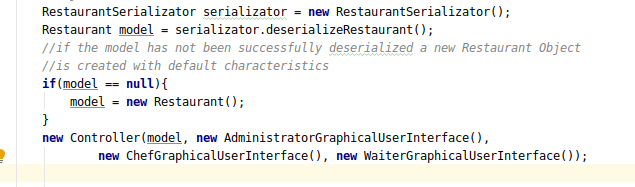 RestaurantSerializator serializator = new RestaurantSerializator();
Restaurant model = serializator.deserializeRestaurant();
//if the model has not been successfully deserialized a new Restaurant Object
//is created with default characteristics
if(model == null){
model = new Restaurant();
}
new Controller(model, new AdministratorGraphicalUserInterface(),
new ChefGraphicalUserInterface(), new WaiterGraphicalUserInterface());